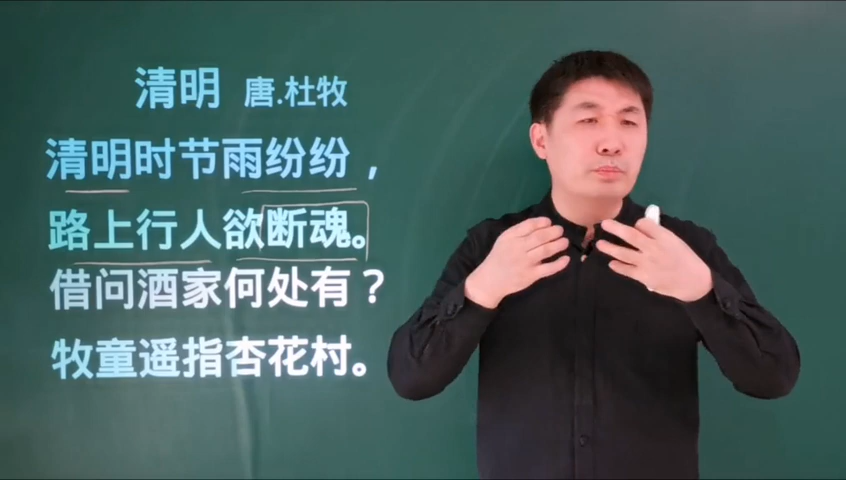 清明 唐.杜牧
清明时节雨纷纷，
路上行人欲断魂。
借问酒家何处有？
牧童遥指杏花村。